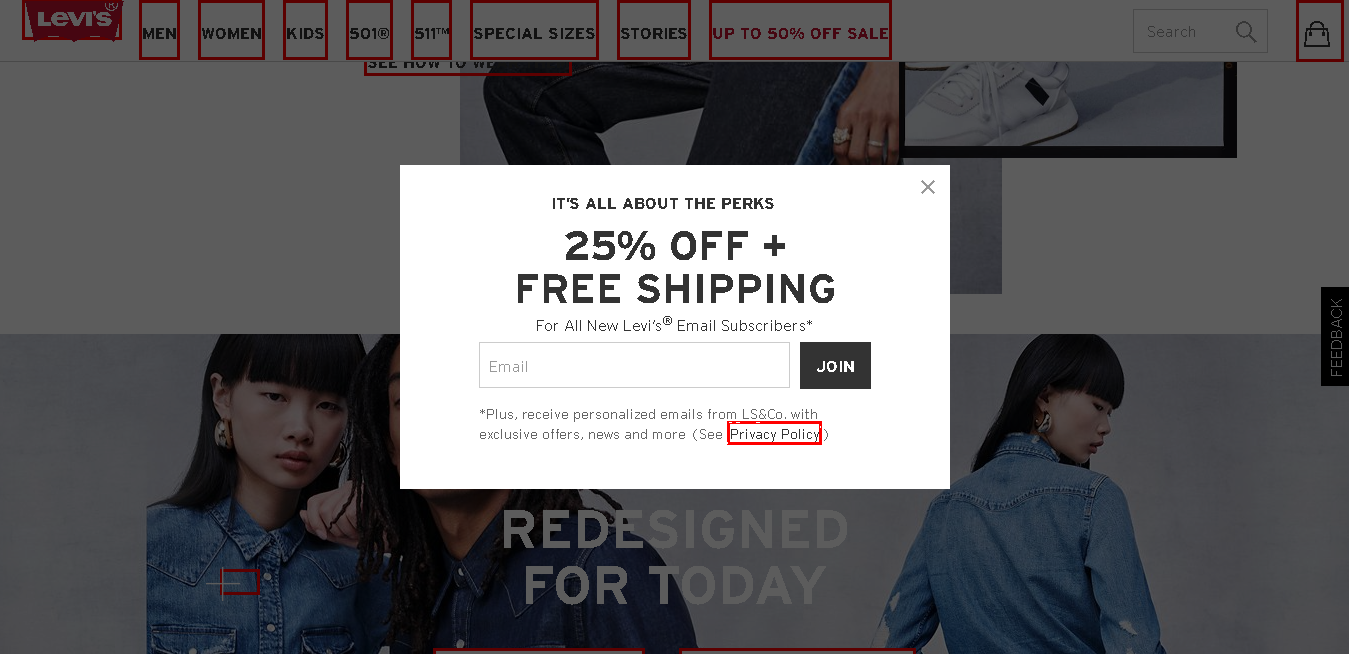 Levi's®
MEN WOMEN KIDS 501® 511™ SPECIAL SIZES STORIES UP TO 50% OFF SALE Search
SEE HOW TO WE
IT'S ALL ABOUT THE PERKS
25% OFF +
FREE SHIPPING
For All New Levi's® Email Subscribers*
Email JOIN
*Plus, receive personalized emails from LS&Co. with
exclusive offers, news and more (See Privacy Policy)
FEEDBACK
REDESIGNED
FOR TODAY